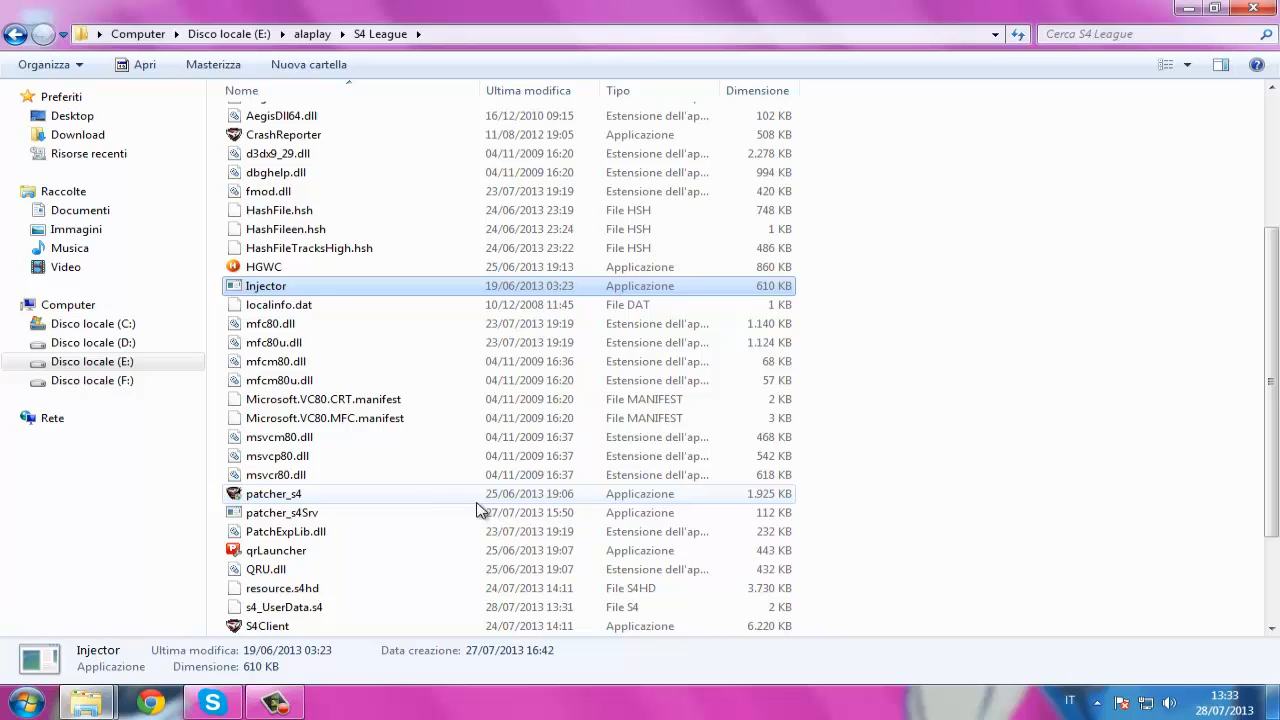 Computer Disco locale (E:) alaplay S4 League Cerca S4 League
Organizza Apri Masterizza Nuova cartella
Nome Ultima modifica Tipo Dimensione
Preferiti
Desktop
Download
Risorse recenti
Raccolte
Documenti
Immagini
Musica
Video
Computer
Disco locale (C:)
Disco locale (D:)
Disco locale (E:)
Disco locale (F:)
Rete
AegisDll64.dll 16/12/2010 09:15 Estensione dell'ap... 102 KB
CrashReporter 11/08/2012 19:05 Applicazione 508 KB
d3dx9_29.dll 04/11/2009 16:20 Estensione dell'ap... 2.278 KB
dbghelp.dll 04/11/2009 16:20 Estensione dell'ap... 994 KB
fmod.dll 23/07/2013 19:19 Estensione dell'ap... 420 KB
HashFile.hsh 24/06/2013 23:19 File HSH 748 KB
HashFileen.hsh 24/06/2013 23:24 File HSH 1 KB
HashFileTracksHigh.hsh 24/06/2013 23:22 File HSH 486 KB
HGWC 25/06/2013 19:13 Applicazione 860 KB
Injector 19/06/2013 03:23 Applicazione 610 KB
localinfo.dat 10/12/2008 11:45 File DAT 1 KB
mfc80.dll 23/07/2013 19:19 Estensione dell'ap... 1.140 KB
mfc80u.dll 23/07/2013 19:19 Estensione dell'ap... 1.124 KB
mfcm80.dll 04/11/2009 16:36 Estensione dell'ap... 68 KB
mfcm80u.dll 04/11/2009 16:20 Estensione dell'ap... 57 KB
Microsoft.VC80.CRT.manifest 04/11/2009 16:20 File MANIFEST 2 KB
Microsoft.VC80.MFC.manifest 04/11/2009 16:20 File MANIFEST 3 KB
msvcm80.dll 04/11/2009 16:37 Estensione dell'ap... 468 KB
msvcp80.dll 04/11/2009 16:37 Estensione dell'ap... 542 KB
msvcr80.dll 04/11/2009 16:37 Estensione dell'ap... 618 KB
patcher_s4 25/06/2013 19:06 Applicazione 1.925 KB
patcher_s4Srv 27/07/2013 15:50 Applicazione 112 KB
PatchExpLib.dll 23/07/2013 19:19 Estensione dell'ap... 232 KB
qrLauncher 25/06/2013 19:07 Applicazione 443 KB
QRU.dll 25/06/2013 19:07 Estensione dell'ap... 432 KB
resource.s4hd 24/07/2013 14:11 File S4HD 3.730 KB
s4_UserData.s4 28/07/2013 13:31 File S4 2 KB
S4Client 24/07/2013 14:11 Applicazione 6.220 KB
Injector Ultima modifica: 19/06/2013 03:23 Data creazione: 27/07/2013 16:42
Applicazione Dimensione: 610 KB
IT 13:33
28/07/2013